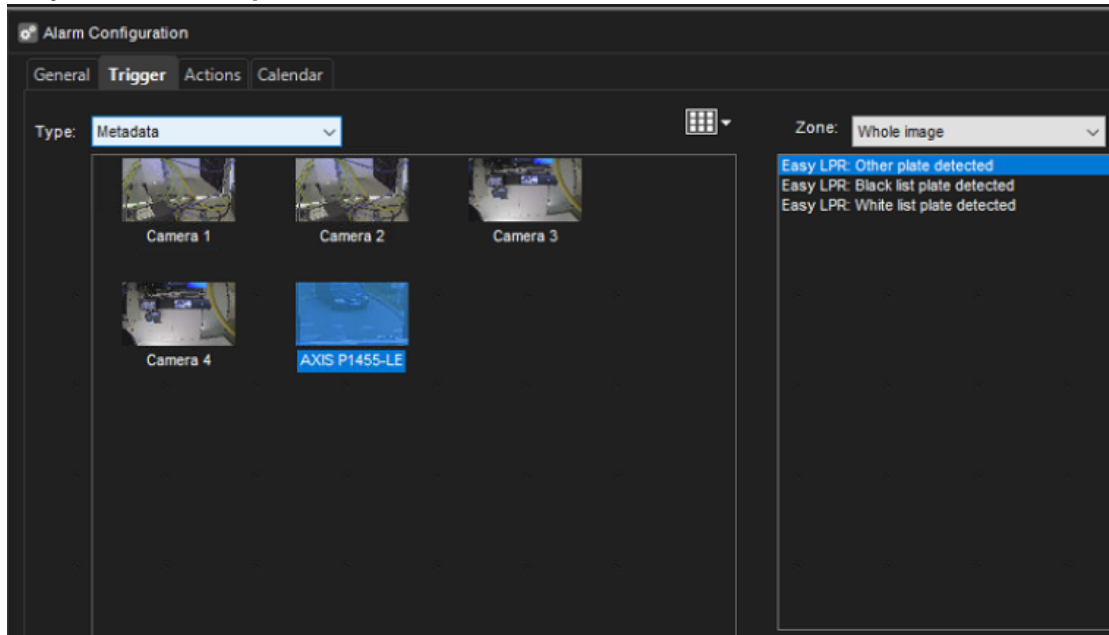 Alarm Configuration
General Trigger Actions Calendar
Type: Metadata
Zone: Whole image
Camera 1 Camera 2 Camera 3
Camera 4 AXIS P1455-LE
Easy LPR: Other plate detected
Easy LPR: Black list plate detected
Easy LPR: White list plate detected